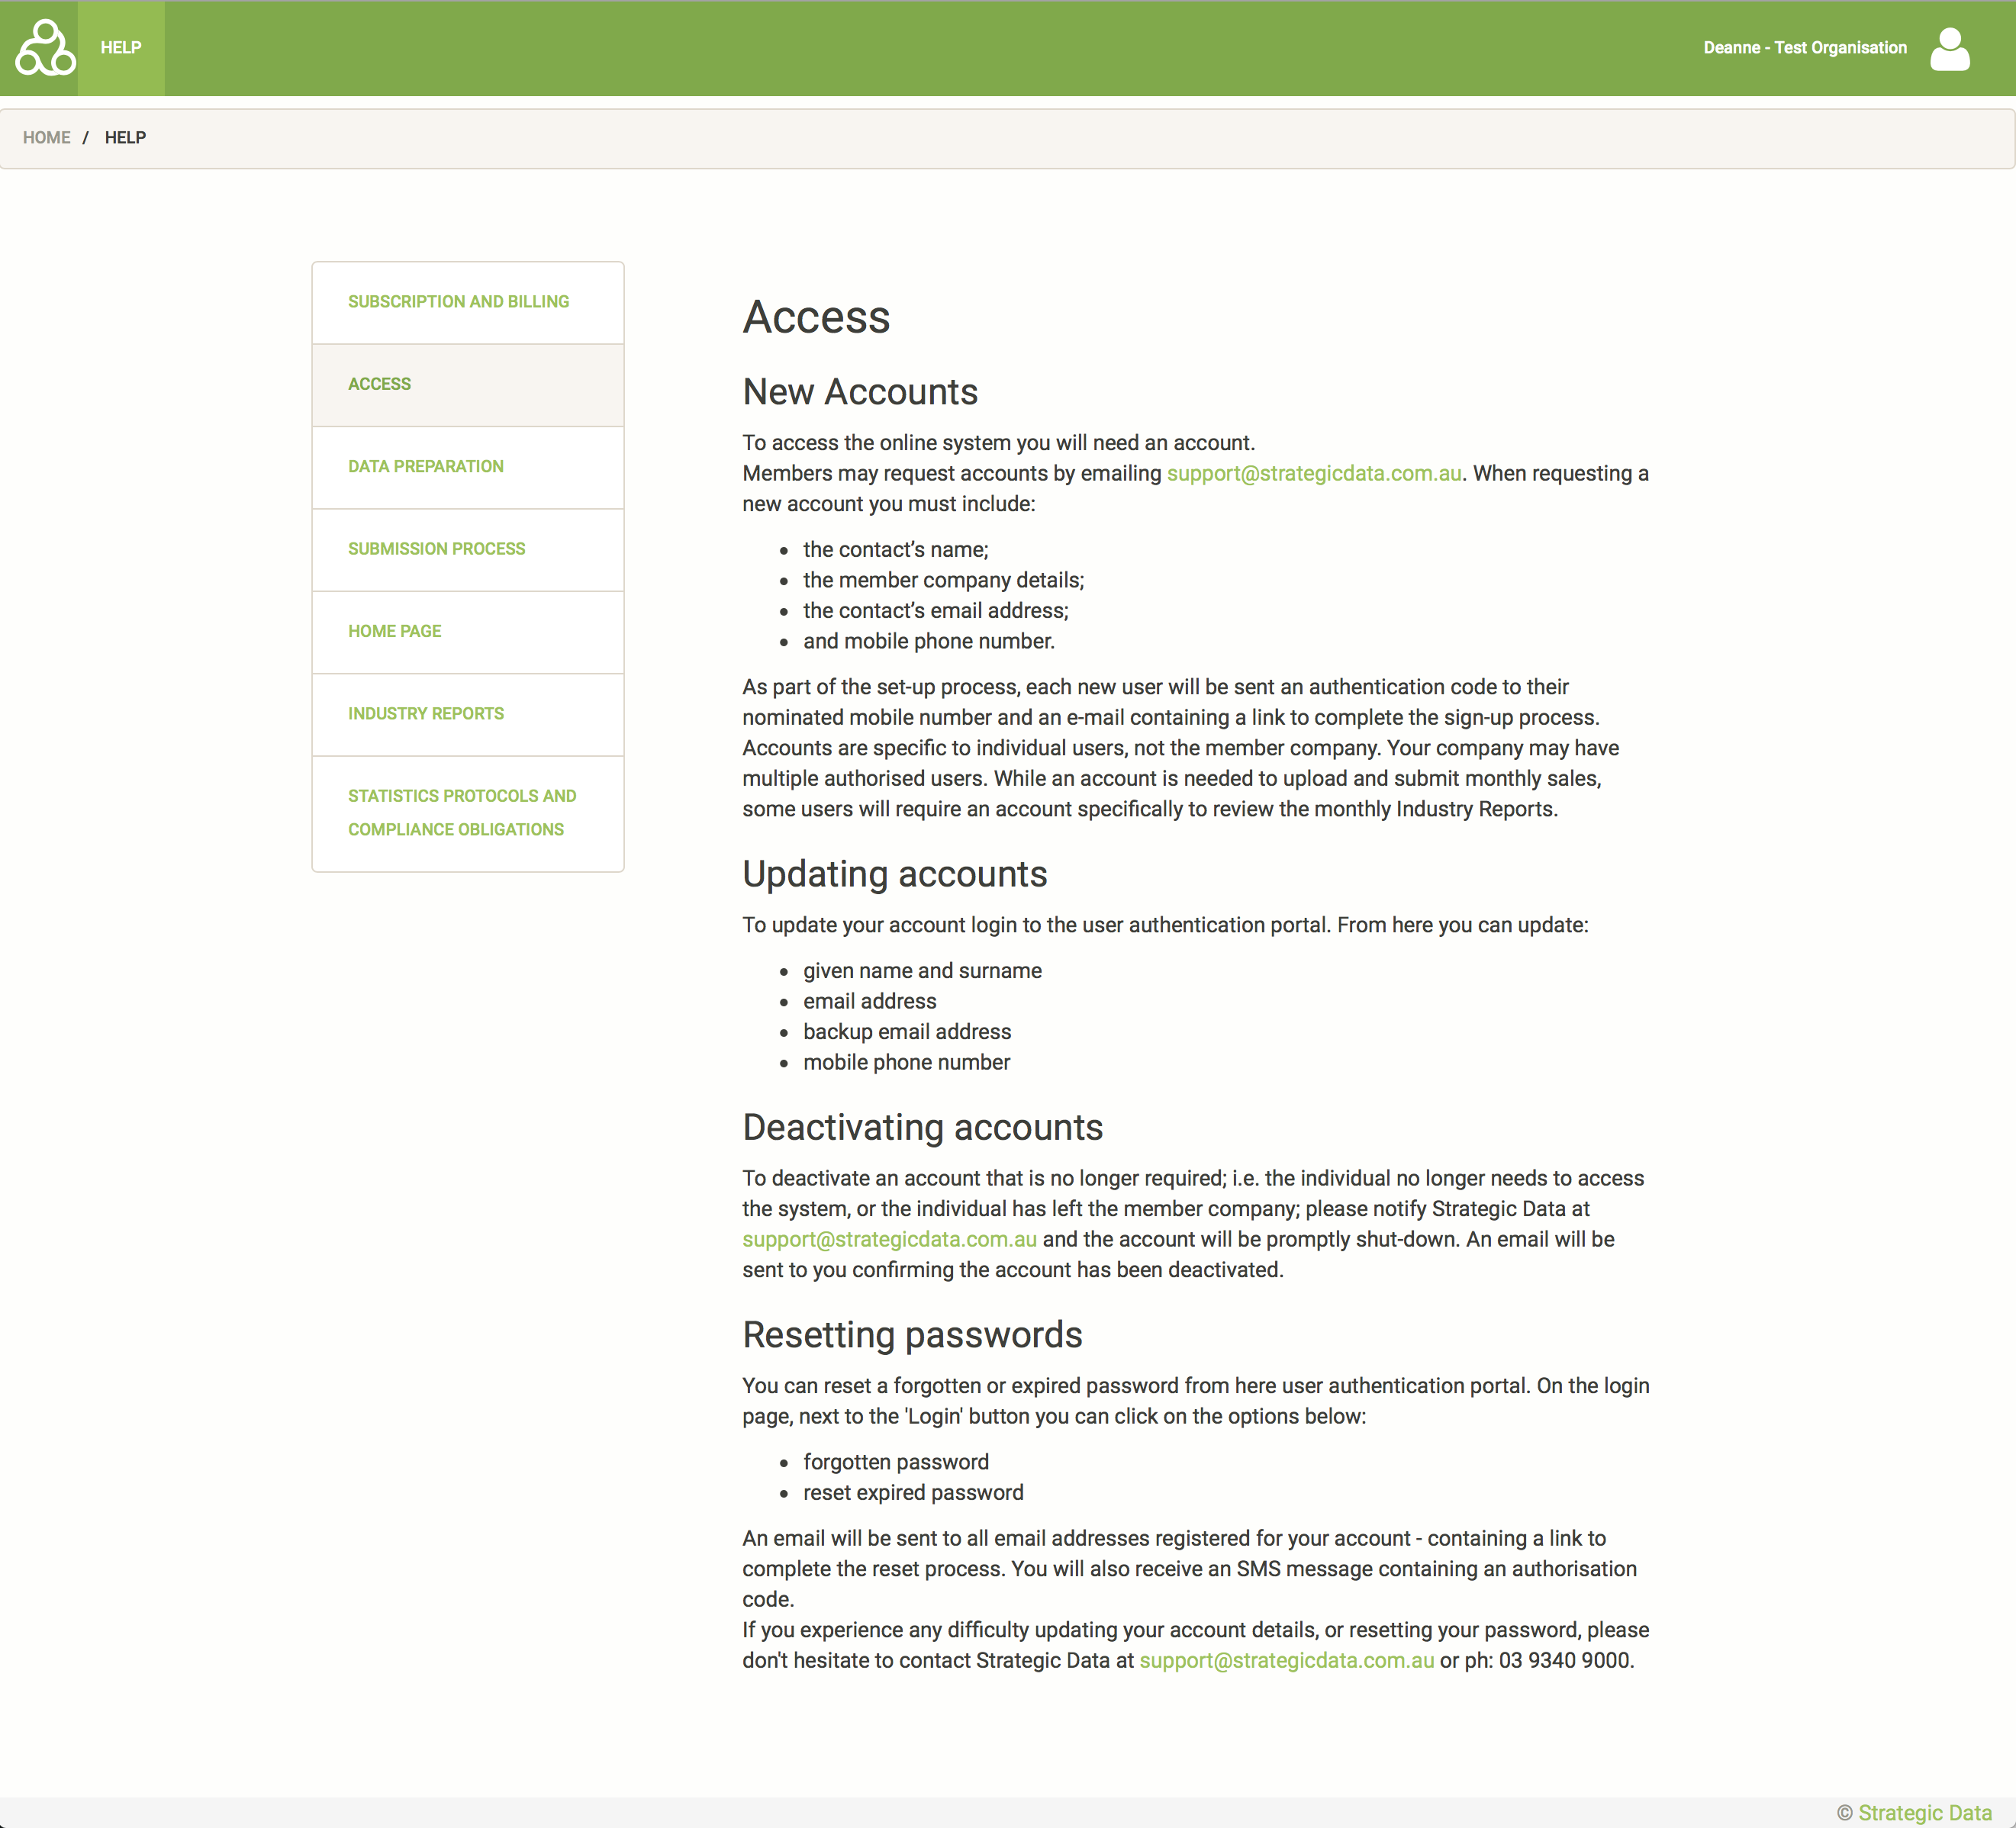 HELP
Deanne - Test Organisation
HOME / HELP
SUBSCRIPTION AND BILLING
ACCESS
DATA PREPARATION
SUBMISSION PROCESS
HOME PAGE
INDUSTRY REPORTS
STATISTICS PROTOCOLS AND
COMPLIANCE OBLIGATIONS
Access
New Accounts
To access the online system you will need an account.
Members may request accounts by emailing support@strategicdata.com.au. When requesting a
new account you must include:
• the contact’s name;
• the member company details;
• the contact’s email address;
• and mobile phone number.
As part of the set-up process, each new user will be sent an authentication code to their
nominated mobile number and an e-mail containing a link to complete the sign-up process.
Accounts are specific to individual users, not the member company. Your company may have
multiple authorised users. While an account is needed to upload and submit monthly sales,
some users will require an account specifically to review the monthly Industry Reports.
Updating accounts
To update your account login to the user authentication portal. From here you can update:
• given name and surname
• email address
• backup email address
• mobile phone number
Deactivating accounts
To deactivate an account that is no longer required; i.e. the individual no longer needs to access
the system, or the individual has left the member company; please notify Strategic Data at
support@strategicdata.com.au and the account will be promptly shut-down. An email will be
sent to you confirming the account has been deactivated.
Resetting passwords
You can reset a forgotten or expired password from here user authentication portal. On the login
page, next to the 'Login' button you can click on the options below:
• forgotten password
• reset expired password
An email will be sent to all email addresses registered for your account - containing a link to
complete the reset process. You will also receive an SMS message containing an authorisation
code.
If you experience any difficulty updating your account details, or resetting your password, please
don't hesitate to contact Strategic Data at support@strategicdata.com.au or ph: 03 9340 9000.
© Strategic Data